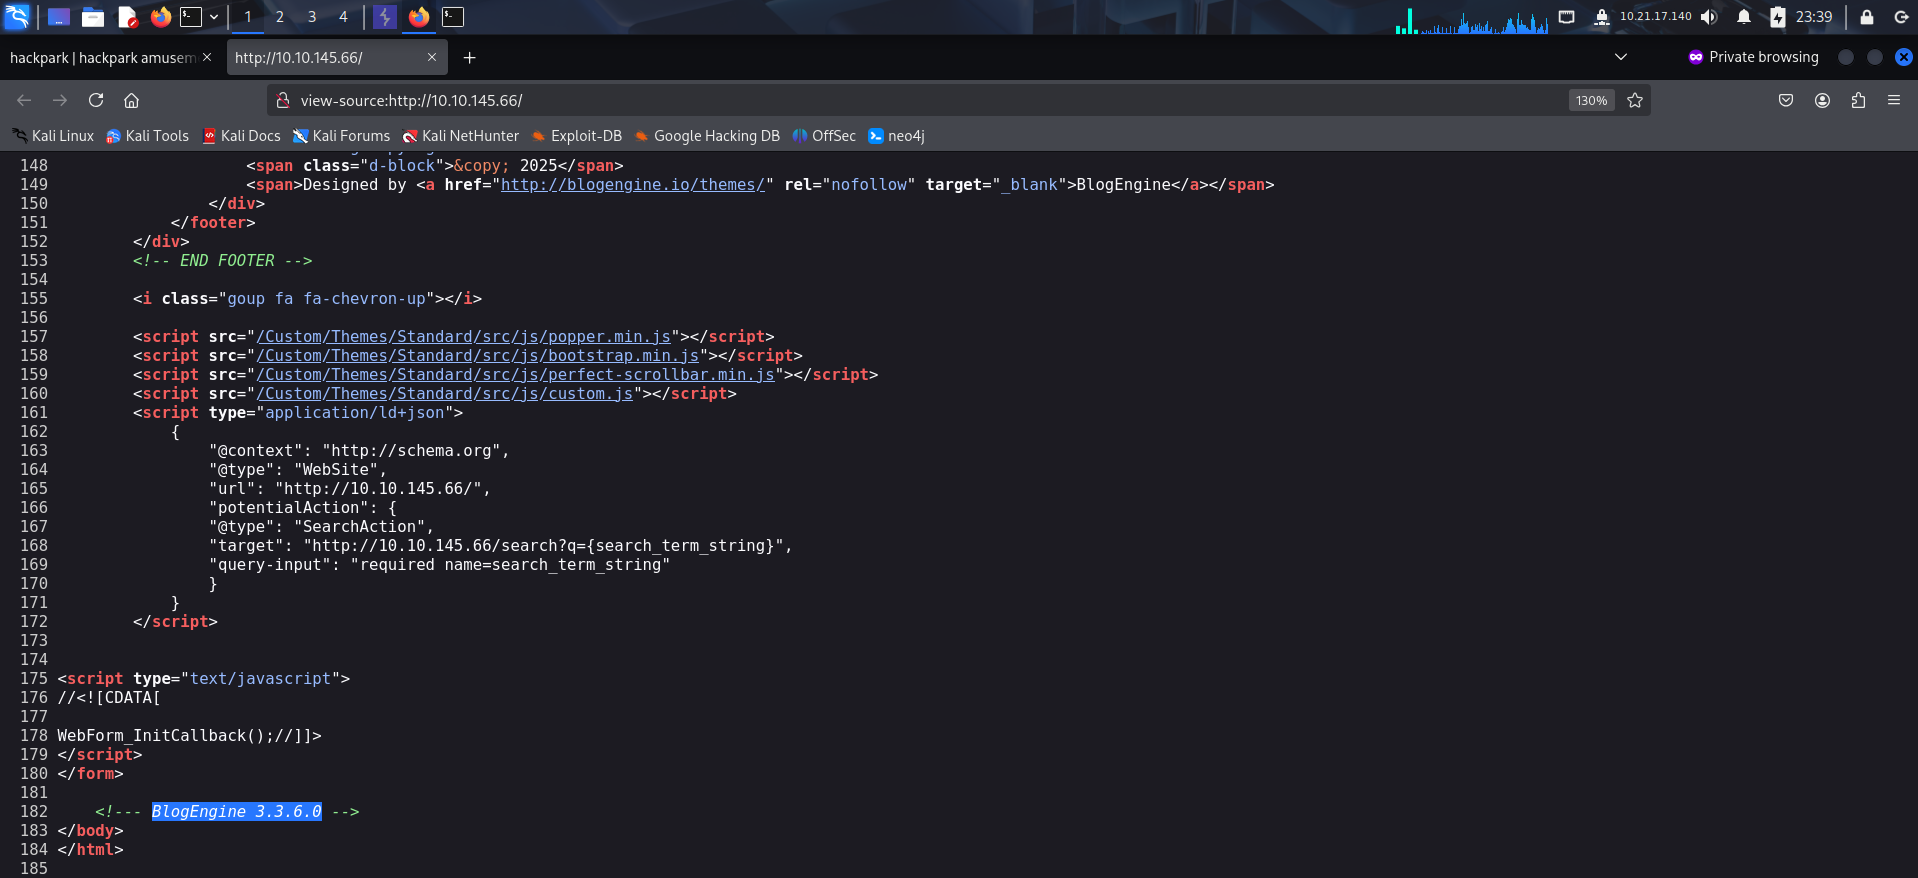 1 2 3 4 10.21.17.140 23:39
hackpark | hackpark amusem http://10.10.145.66/ Private browsing
view-source:http://10.10.145.66/ 130%
Kali Linux Kali Tools Kali Docs Kali Forums Kali NetHunter Exploit-DB Google Hacking DB OffSec neo4j
148 <span class="d-block">&copy; 2025</span>
149 <span>Designed by <a href="http://blogengine.io/themes/" rel="nofollow" target="_blank">BlogEngine</a></span>
150 </div>
151 </footer>
152 </div>
153 <!-- END FOOTER -->
154
155 <i class="goup fa fa-chevron-up"></i>
156
157 <script src="/Custom/Themes/Standard/src/js/popper.min.js"></script>
158 <script src="/Custom/Themes/Standard/src/js/bootstrap.min.js"></script>
159 <script src="/Custom/Themes/Standard/src/js/perfect-scrollbar.min.js"></script>
160 <script src="/Custom/Themes/Standard/src/js/custom.js"></script>
161 <script type="application/ld+json">
162 {
163 "@context": "http://schema.org",
164 "@type": "WebSite",
165 "url": "http://10.10.145.66/",
166 "potentialAction": {
167 "@type": "SearchAction",
168 "target": "http://10.10.145.66/search?q={search_term_string}",
169 "query-input": "required name=search_term_string"
170 }
171 }
172 </script>
173
174
175 <script type="text/javascript">
176 //<![CDATA[
177
178 WebForm_InitCallback();//]]>
179 </script>
180 </form>
181
182 <!--- BlogEngine 3.3.6.0 -->
183 </body>
184 </html>
185